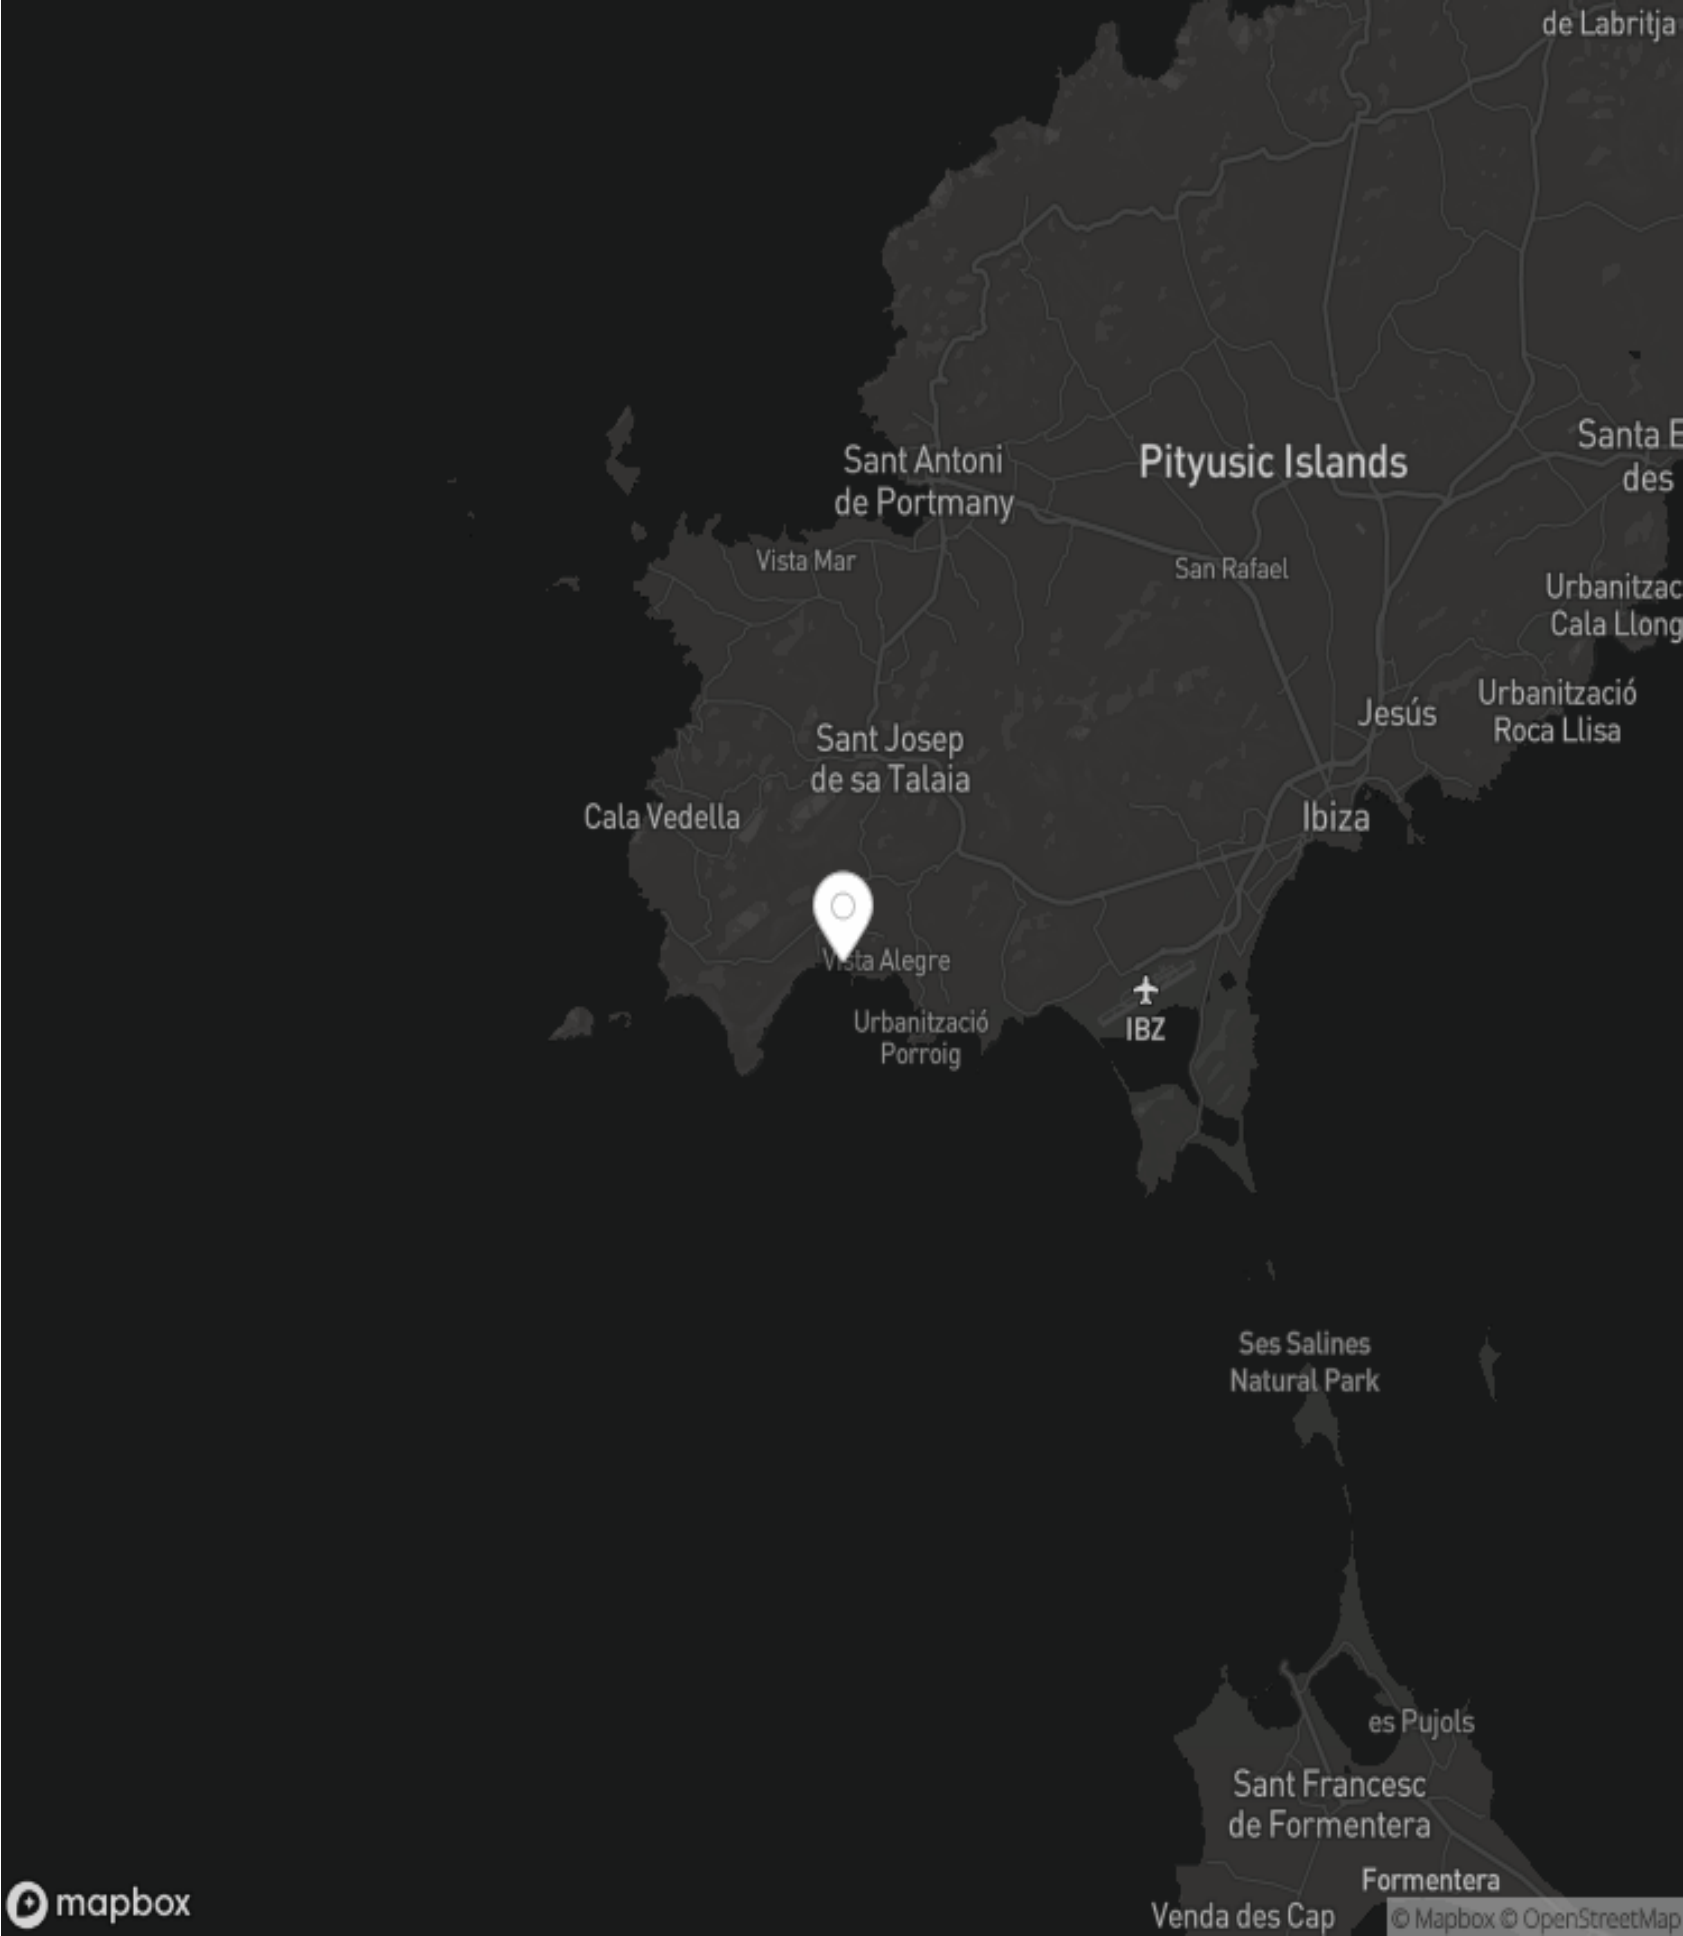 de Labritja
Sant Antoni
de Portmany
Pityusic Islands
Santa E
des
Vista Mar
San Rafael
Urbanitzac
Cala Llong
Jesús
Urbanització
Roca Llisa
Sant Josep
de sa Talaia
Cala Vedella
Ibiza
Vista Alegre
Urbanització
Porroig
IBZ
Ses Salines
Natural Park
es Pujols
Sant Francesc
de Formentera
Formentera
Venda des Cap
mapbox
© Mapbox © OpenStreetMap